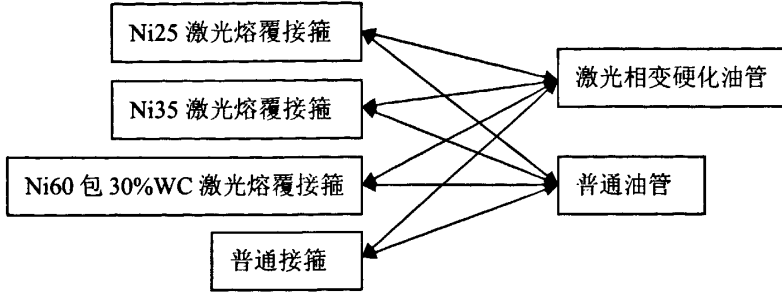 Ni25 激光熔覆接箍
Ni35 激光熔覆接箍
Ni60 包 30%WC 激光熔覆接箍
普通接箍
激光相变硬化油管
普通油管